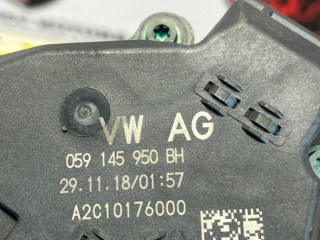 VW AG
059 145 950 BH
29.11.18/01:57
A2C10176000